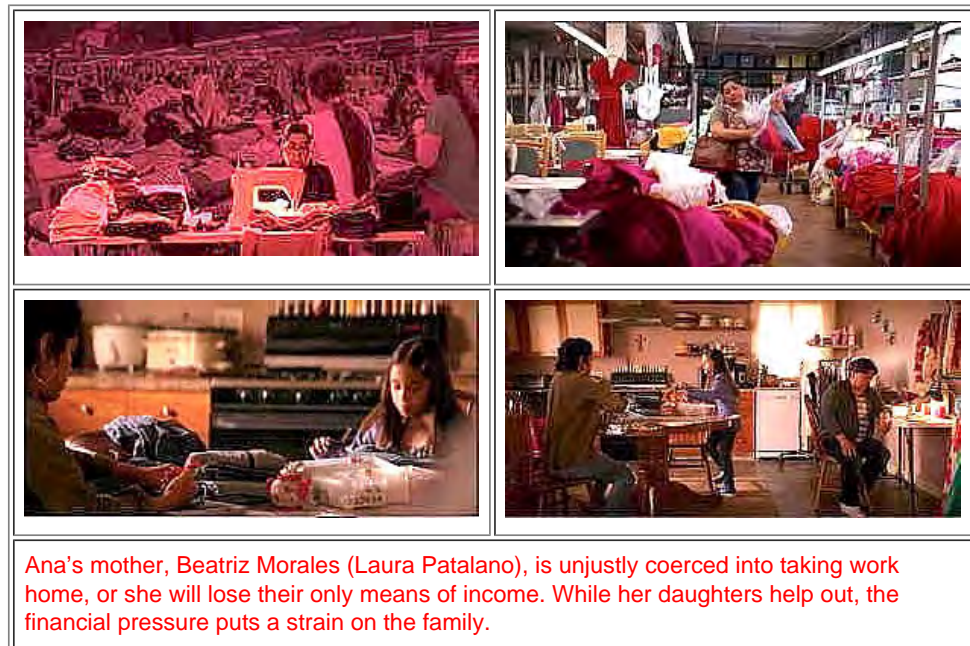 Ana’s mother, Beatriz Morales (Laura Patalano), is unjustly coerced into taking work
home, or she will lose their only means of income. While her daughters help out, the
financial pressure puts a strain on the family.